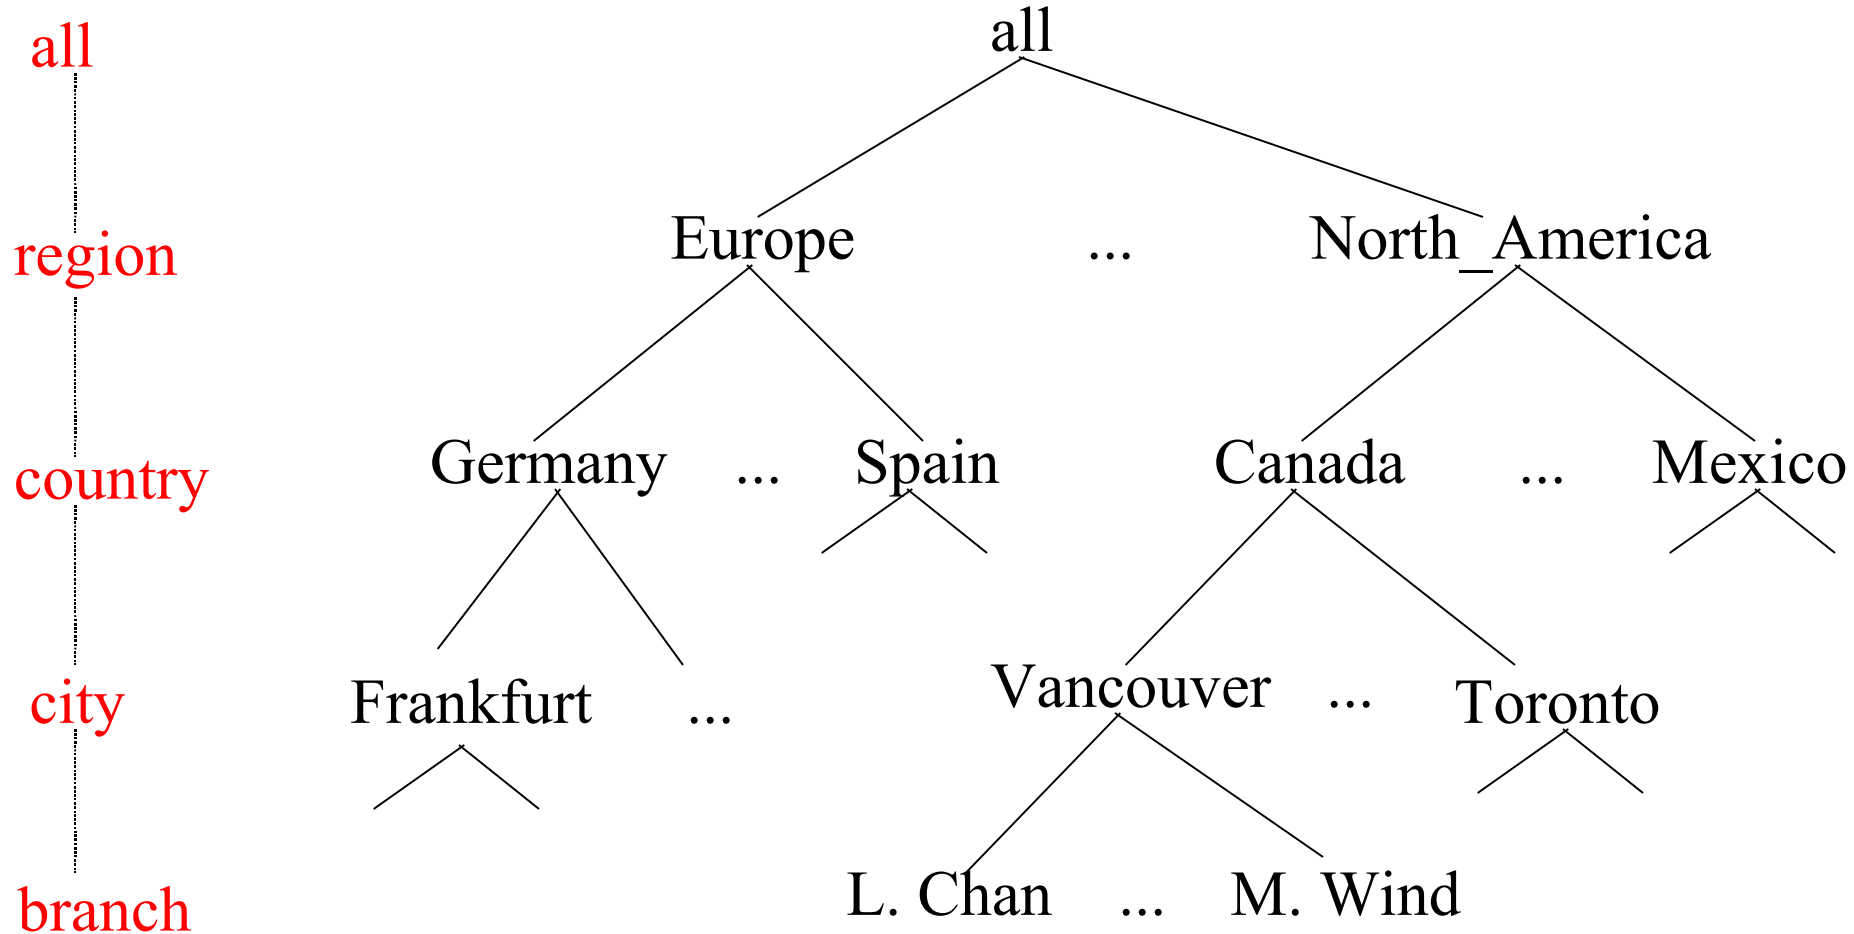 all all
region Europe ... North_America
country Germany ... Spain Canada ... Mexico
city Frankfurt ... Vancouver ... Toronto
branch L. Chan ... M. Wind